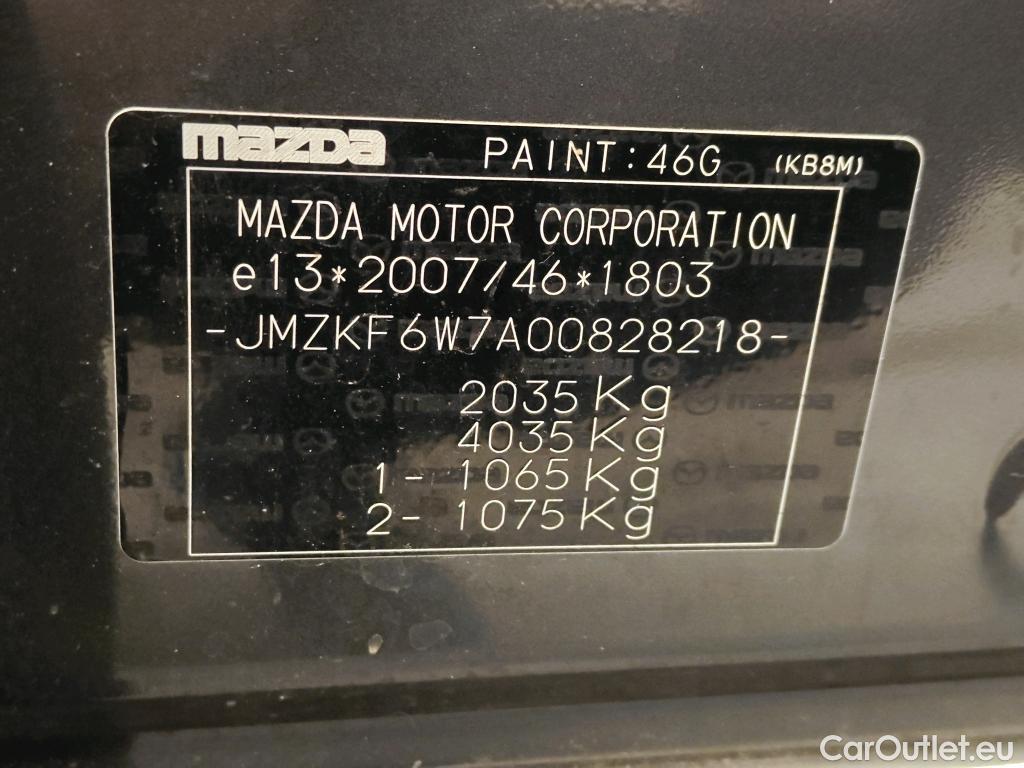 mazda PAINT:46G (KB8M)
MAZDA MOTOR CORPORATION
e13*2007/46*1803
-JMZKF6W7A00828218-
2035Kg
4035Kg
1-1065Kg
2-1075Kg
CarOutlet.eu